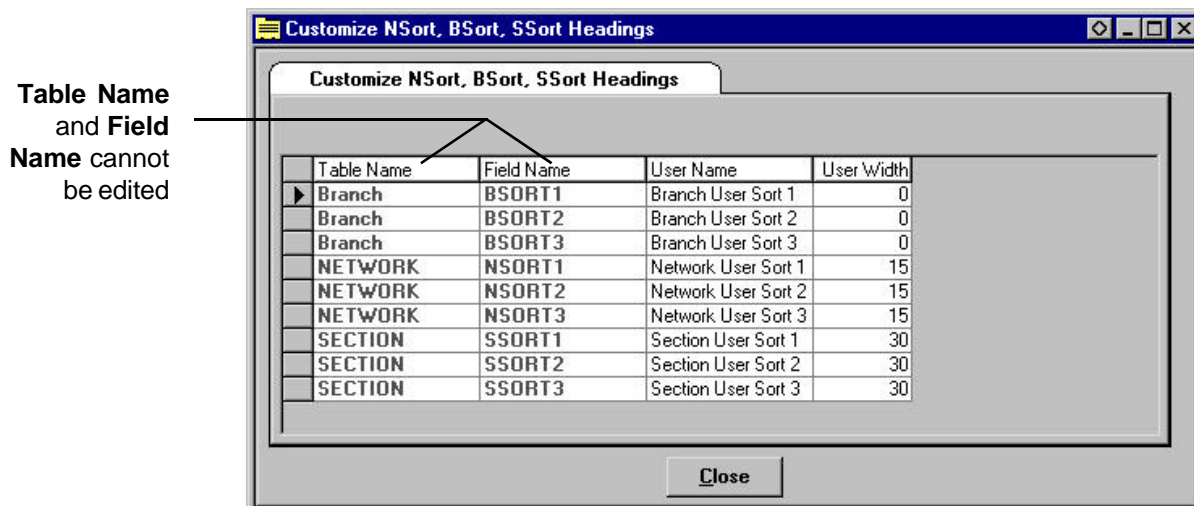 Customize NSort, BSort, SSort Headings
Customize NSort, BSort, SSort Headings
Table Name
and Field
Name cannot
be edited
Table Name Field Name User Name User Width
Branch BSORT1 Branch User Sort 1 0
Branch BSORT2 Branch User Sort 2 0
Branch BSORT3 Branch User Sort 3 0
NETWORK NSORT1 Network User Sort 1 15
NETWORK NSORT2 Network User Sort 2 15
NETWORK NSORT3 Network User Sort 3 15
SECTION SSORT1 Section User Sort 1 30
SECTION SSORT2 Section User Sort 2 30
SECTION SSORT3 Section User Sort 3 30
Close